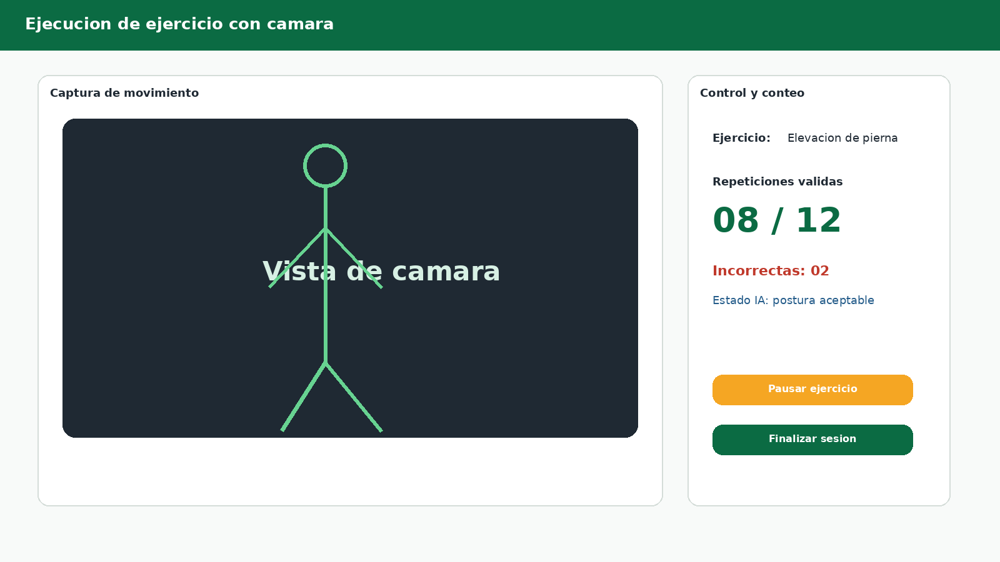 Ejecucion de ejercicio con camara
Captura de movimiento
Vista de camara
Control y conteo
Ejercicio: Elevacion de pierna
Repeticiones validas
08 / 12
Incorrectas: 02
Estado IA: postura aceptable
Pausar ejercicio
Finalizar sesion